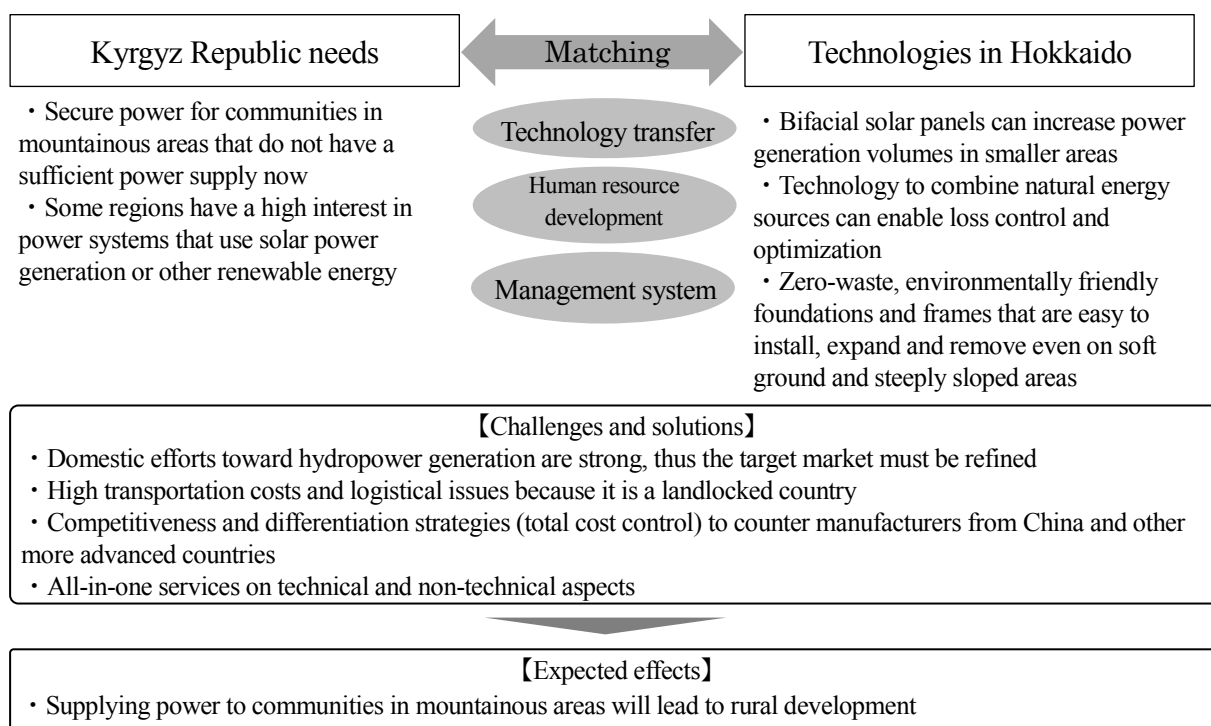 Kyrgyz Republic needs
Matching
Technologies in Hokkaido
・Secure power for communities in
mountainous areas that do not have a
sufficient power supply now
・Some regions have a high interest in
power systems that use solar power
generation or other renewable energy
Technology transfer
Human resource
development
Management system
・Bifacial solar panels can increase power
generation volumes in smaller areas
・Technology to combine natural energy
sources can enable loss control and
optimization
・Zero-waste, environmentally friendly
foundations and frames that are easy to
install, expand and remove even on soft
ground and steeply sloped areas
【Challenges and solutions】
・Domestic efforts toward hydropower generation are strong, thus the target market must be refined
・High transportation costs and logistical issues because it is a landlocked country
・Competitiveness and differentiation strategies (total cost control) to counter manufacturers from China and other
more advanced countries
・All-in-one services on technical and non-technical aspects
【Expected effects】
・Supplying power to communities in mountainous areas will lead to rural development